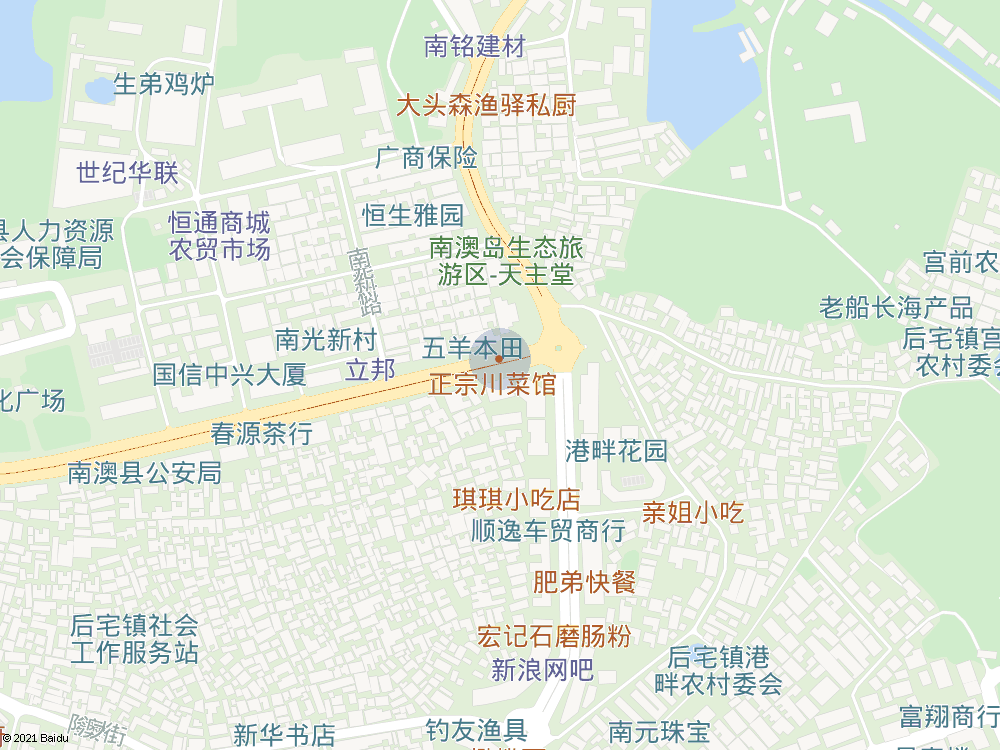 南铭建材
生弟鸡炉
大头森渔驿私厨
广商保险
世纪华联
恒生雅园
恒通商城
农贸市场
县人力资源
会保障局
南澳岛生态旅
游区-天主堂
宫前农
老船长海产品
南光新村
五羊本田
后宅镇宫
农村委会
国信中兴大厦
立邦
正宗川菜馆
化广场
春源茶行
港畔花园
南澳县公安局
琪琪小吃店
亲姐小吃
顺逸车贸商行
肥弟快餐
后宅镇社会
工作服务站
宏记石磨肠粉
新浪网吧
后宅镇港
畔农村委会
富翔商行
新华书店
钓友渔具
南元珠宝
© 2021 Baidu